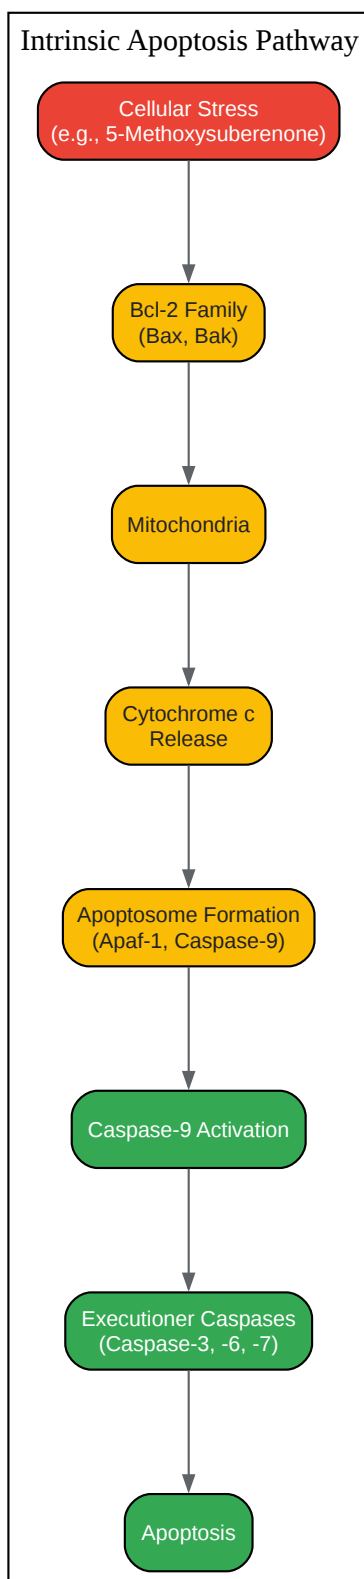 Intrinsic Apoptosis Pathway
Cellular Stress
(e.g., 5-Methoxysuberenone)
Bcl-2 Family
(Bax, Bak)
Mitochondria
Cytochrome c
Release
Apoptosome Formation
(Apaf-1, Caspase-9)
Caspase-9 Activation
Executioner Caspases
(Caspase-3, -6, -7)
Apoptosis